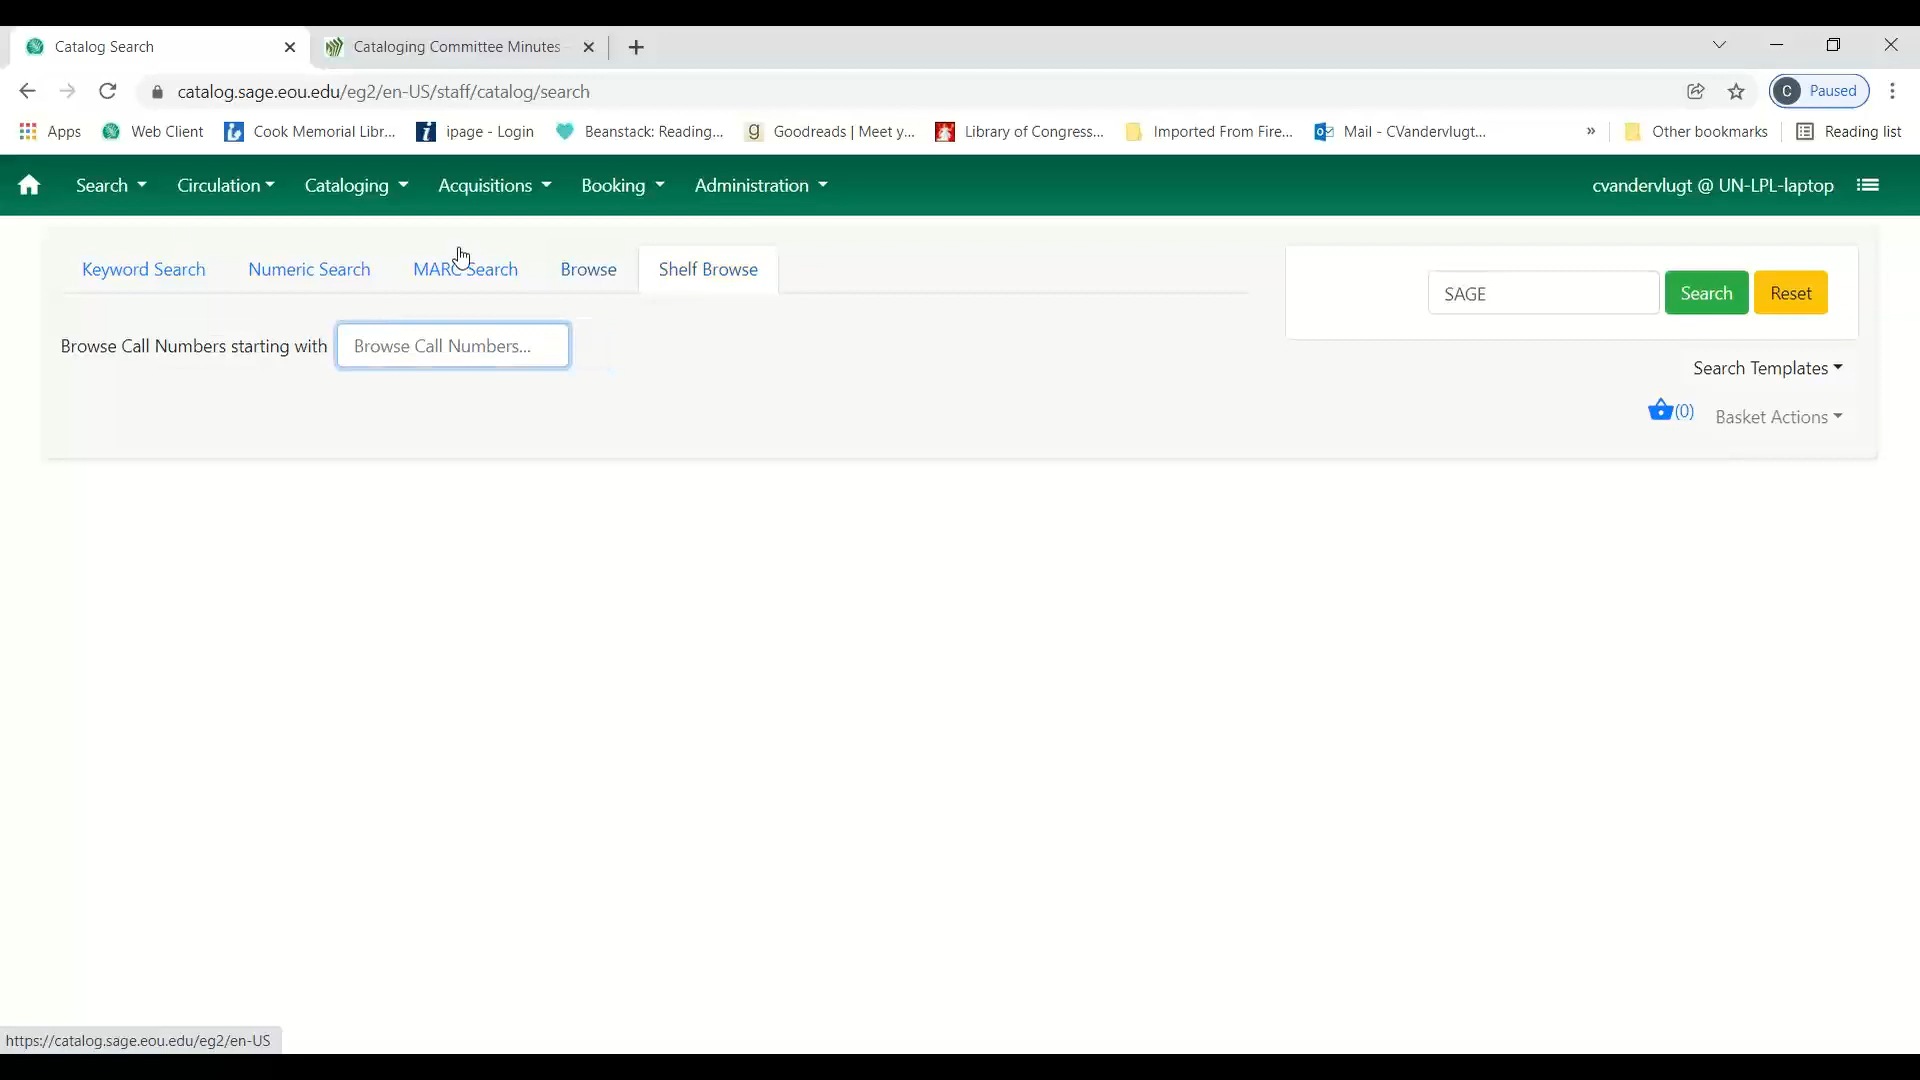 Catalog Search
Cataloging Committee Minutes
catalog.sage.eou.edu/eg2/en-US/staff/catalog/search
C Paused
Apps
Web Client
Cook Memorial Libr...
ipage - Login
Beanstack: Reading...
Goodreads | Meet y...
Library of Congress...
Imported From Fire...
Mail - CVandervlugt...
»
Other bookmarks
Reading list
Search
Circulation
Cataloging
Acquisitions
Booking
Administration
cvandervlugt @ UN-LPL-laptop
Keyword Search
Numeric Search
MARC Search
Browse
Shelf Browse
SAGE
Search
Reset
Browse Call Numbers starting with
Browse Call Numbers...
Search Templates
(0)
Basket Actions
https://catalog.sage.eou.edu/eg2/en-US